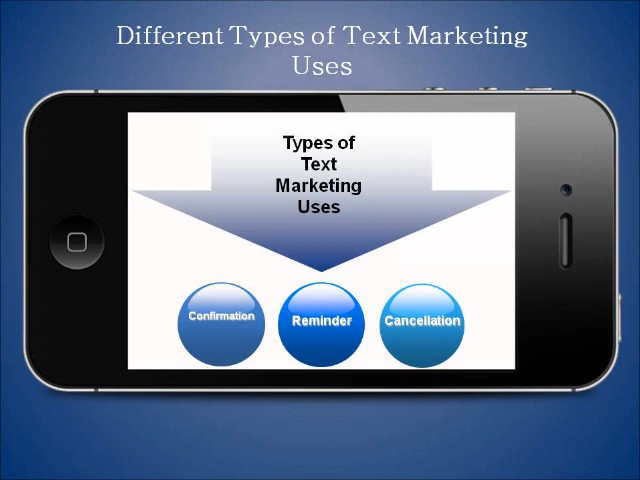 Different Types of Text Marketing
Uses
Types of
Text
Marketing
Uses
Confirmation
Reminder
Cancellation